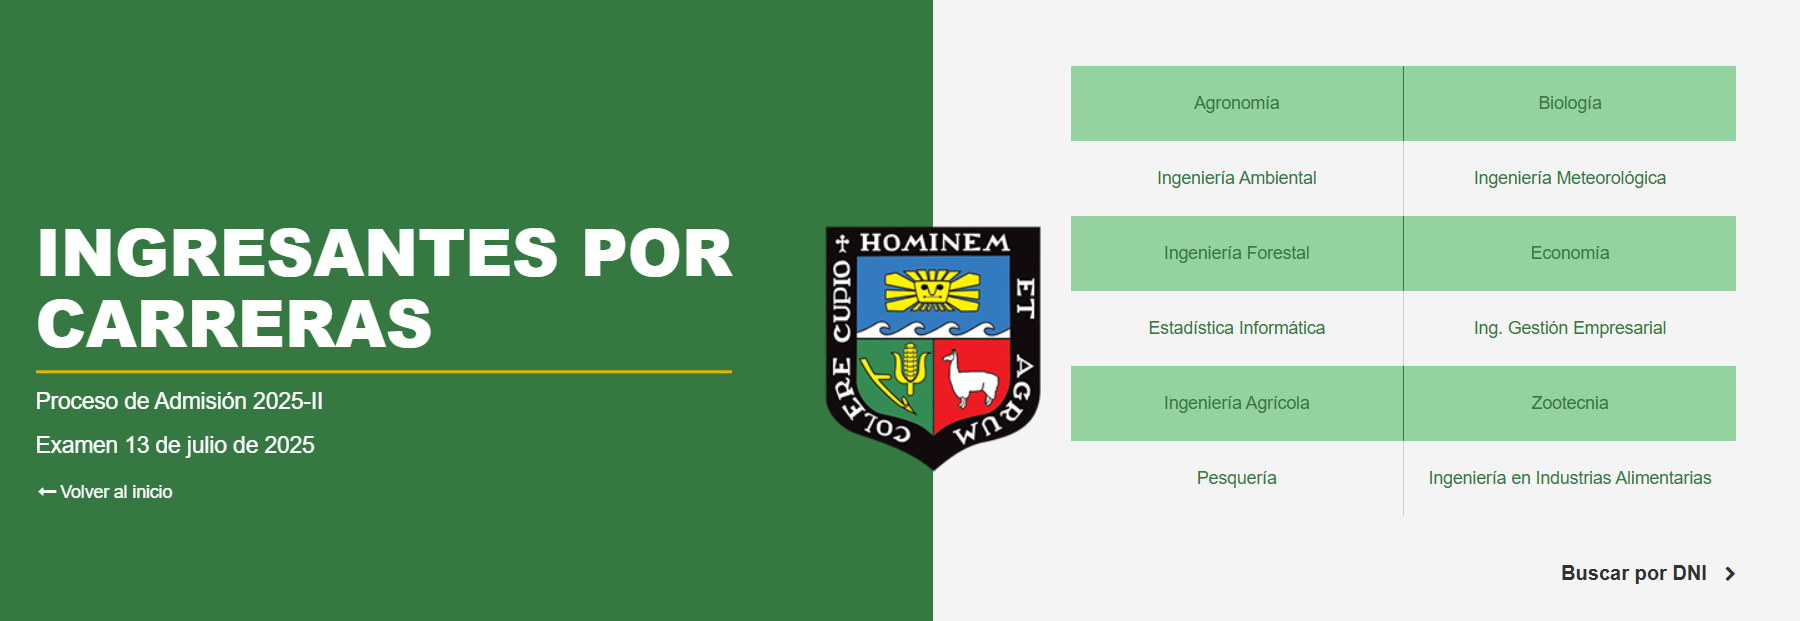 INGRESANTES POR
CARRERAS
Proceso de Admisión 2025-II
Examen 13 de julio de 2025
Volver al inicio
COLERE CUPIO HOMINEM ET AGRUM
Agronomía
Biología
Ingeniería Ambiental
Ingeniería Meteorológica
Ingeniería Forestal
Economía
Estadística Informática
Ing. Gestión Empresarial
Ingeniería Agrícola
Zootecnia
Pesquería
Ingeniería en Industrias Alimentarias
Buscar por DNI